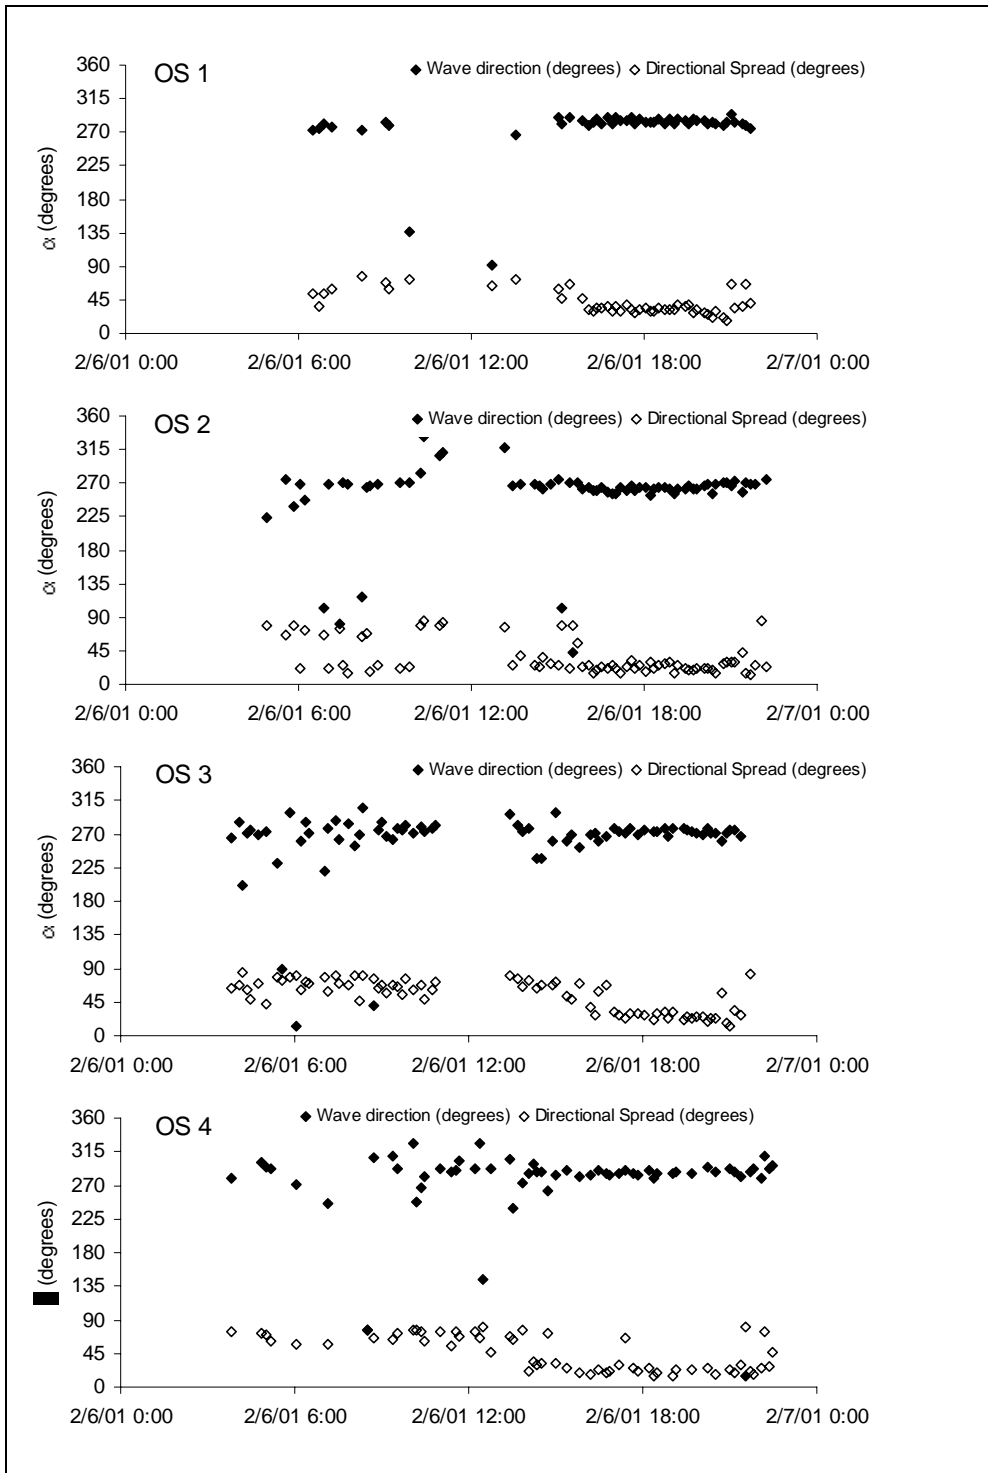 OS 1
◆ Wave direction (degrees) ◇ Directional Spread (degrees)
360
315
270
225
180
135
90
45
0
α (degrees)
2/6/01 0:00 2/6/01 6:00 2/6/01 12:00 2/6/01 18:00 2/7/01 0:00
OS 2
◆ Wave direction (degrees) ◇ Directional Spread (degrees)
360
315
270
225
180
135
90
45
0
α (degrees)
2/6/01 0:00 2/6/01 6:00 2/6/01 12:00 2/6/01 18:00 2/7/01 0:00
OS 3
◆ Wave direction (degrees) ◇ Directional Spread (degrees)
360
315
270
225
180
135
90
45
0
α (degrees)
2/6/01 0:00 2/6/01 6:00 2/6/01 12:00 2/6/01 18:00 2/7/01 0:00
OS 4
◆ Wave direction (degrees) ◇ Directional Spread (degrees)
360
315
270
225
180
135
90
45
0
(degrees)
2/6/01 0:00 2/6/01 6:00 2/6/01 12:00 2/6/01 18:00 2/7/01 0:00